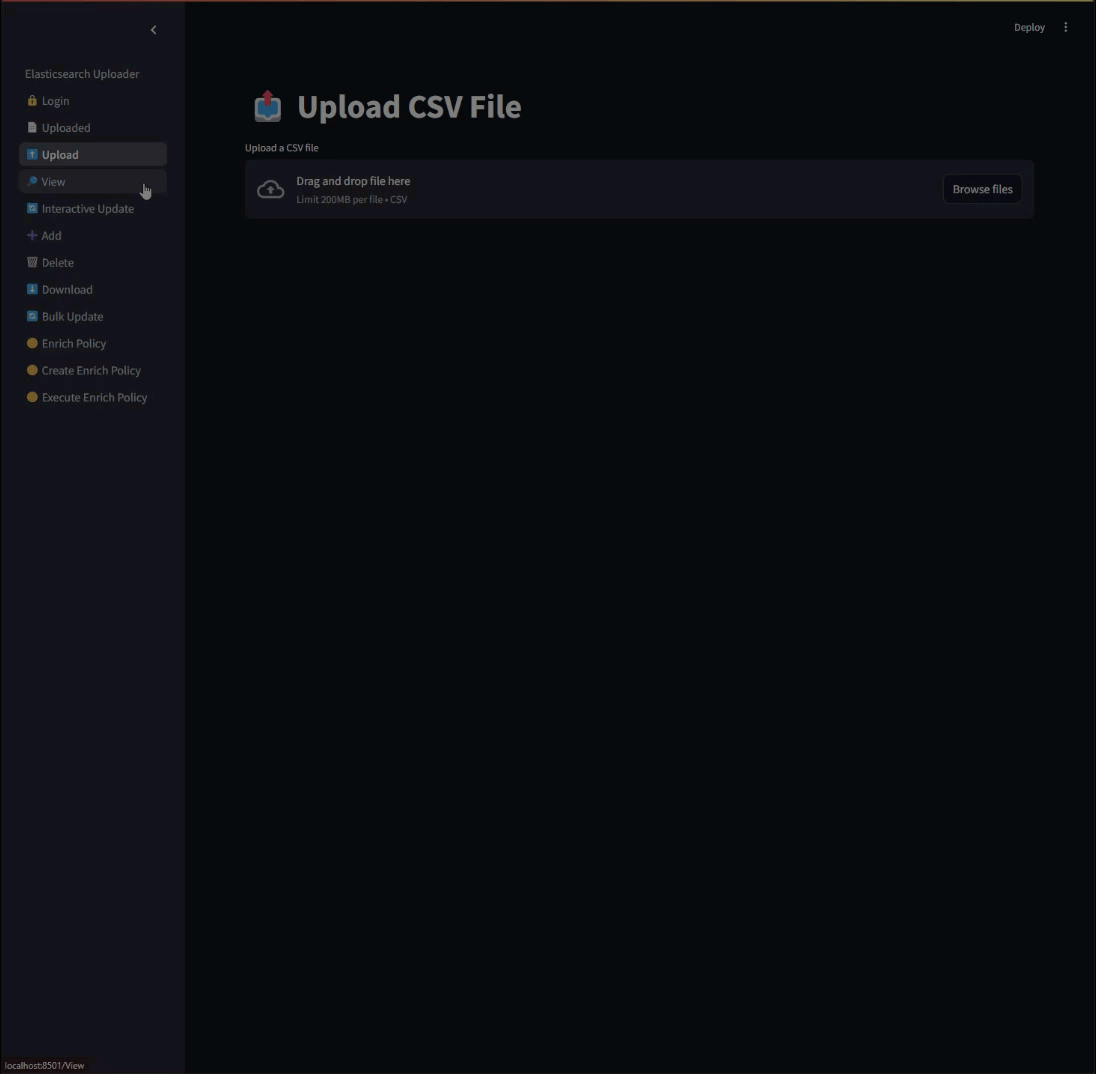 Deploy
Elasticsearch Uploader
Login
Uploaded
Upload
View
Interactive Update
Add
Delete
Download
Bulk Update
Enrich Policy
Create Enrich Policy
Execute Enrich Policy
Upload CSV File
Upload a CSV file
Drag and drop file here
Limit 200MB per file • CSV
Browse files
localhost:8501/View